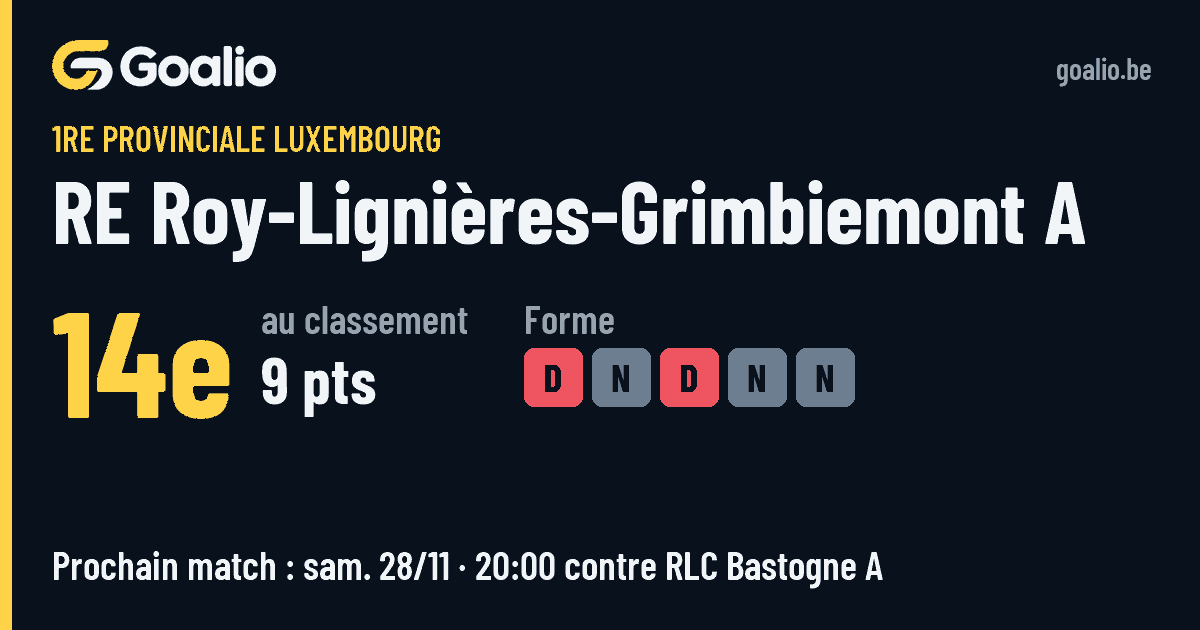 Goalio
goalio.be
1RE PROVINCIALE LUXEMBOURG
RE Roy-Lignières-Grimbiemont A
14e
au classement
9 pts
Forme
D N D N N
Prochain match : sam. 28/11 · 20:00 contre RLC Bastogne A